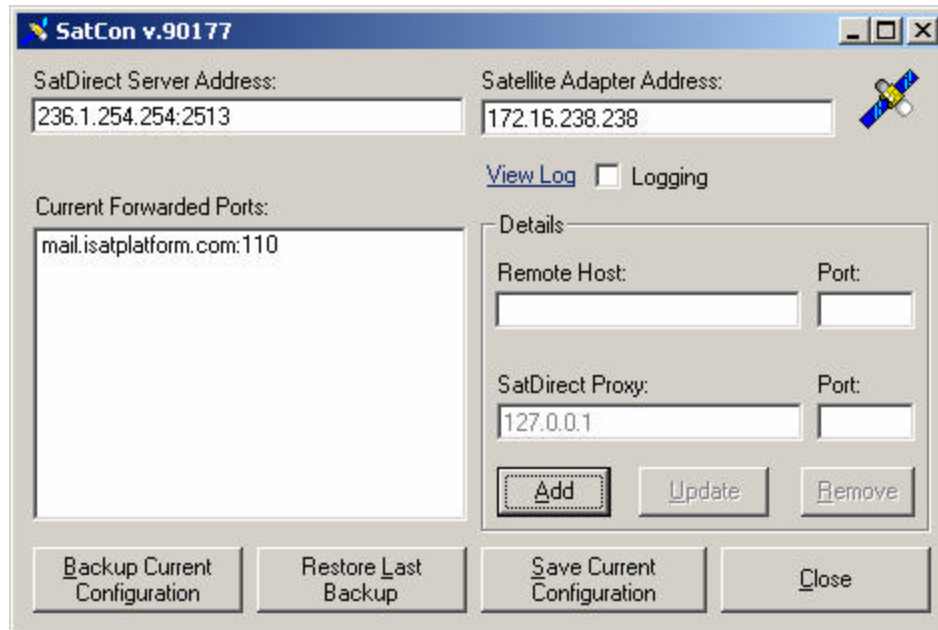 SatCon v.90177
SatDirect Server Address:
236.1.254.254:2513
Satellite Adapter Address:
172.16.238.238
View Log
Logging
Current Forwarded Ports:
mail.isatplatform.com:110
Details
Remote Host:
Port:
SatDirect Proxy:
Port:
127.0.0.1
Add
Update
Remove
Backup Current
Configuration
Restore Last
Backup
Save Current
Configuration
Close